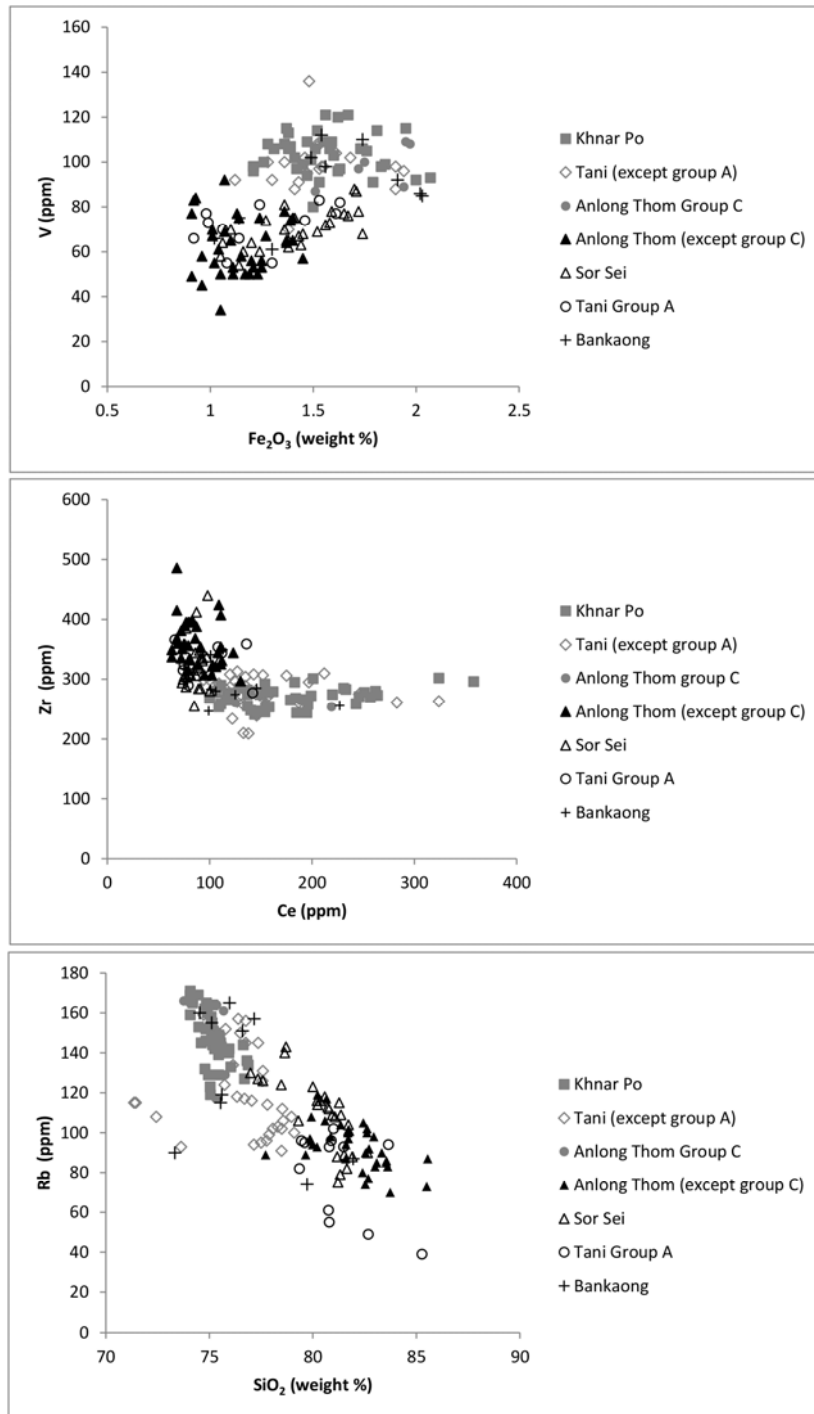 160
140
120
100
80
60
40
20
0
V (ppm)
0.5 1 1.5 2 2.5
Fe₂O₃ (weight %)
Khnar Po
Tani (except group A)
Anlong Thom Group C
Anlong Thom (except group C)
Sor Sei
Tani Group A
Bankaong
600
500
400
300
200
100
0
Zr (ppm)
0 100 200 300 400
Ce (ppm)
Khnar Po
Tani (except group A)
Anlong Thom group C
Anlong Thom (except group C)
Sor Sei
Tani Group A
Bankaong
180
160
140
120
100
80
60
40
20
0
Rb (ppm)
70 75 80 85 90
SiO₂ (weight %)
Khnar Po
Tani (except group A)
Anlong Thom Group C
Anlong Thom (except group C)
Sor Sei
Tani Group A
Bankaong